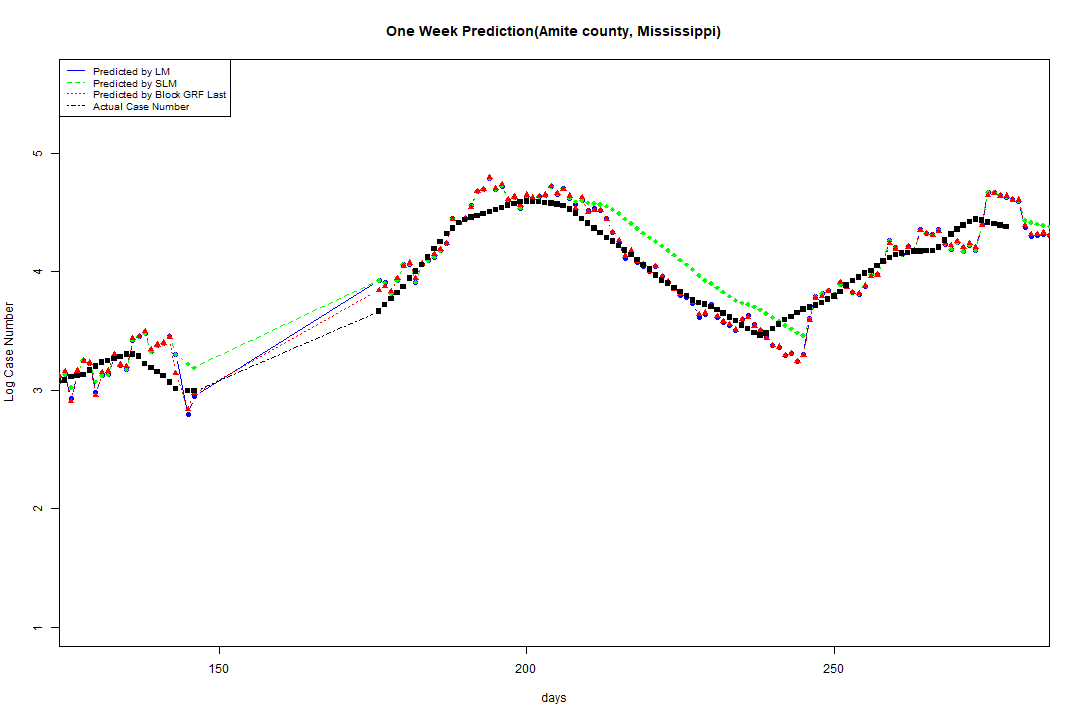 One Week Prediction(Amite county, Mississippi)
Predicted by LM
Predicted by SLM
Predicted by Block GRF Last
Actual Case Number
5
4
3
2
1
Log Case Number
150
200
250
days